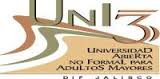 UNI3
UNIVERSIDAD
ABIERTA
NO FORMAL PARA
ADULTOS MAYORES
DIF JALISCO